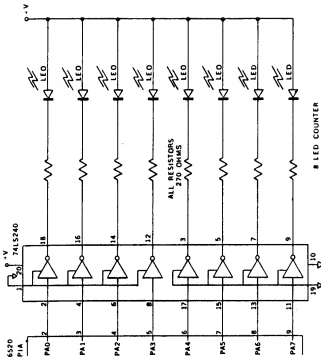 +V
LED
LED
LED
LED
LED
LED
LED
LED
ALL RESISTORS
270 OHMS
8 LED COUNTER
+V
74LS240
20
1
10
19
18
16
14
12
3
5
7
9
2
4
6
8
17
15
13
11
6520
PIA
PA0 2
PA1 3
PA2 4
PA3 5
PA4 6
PA5 7
PA6 8
PA7 9